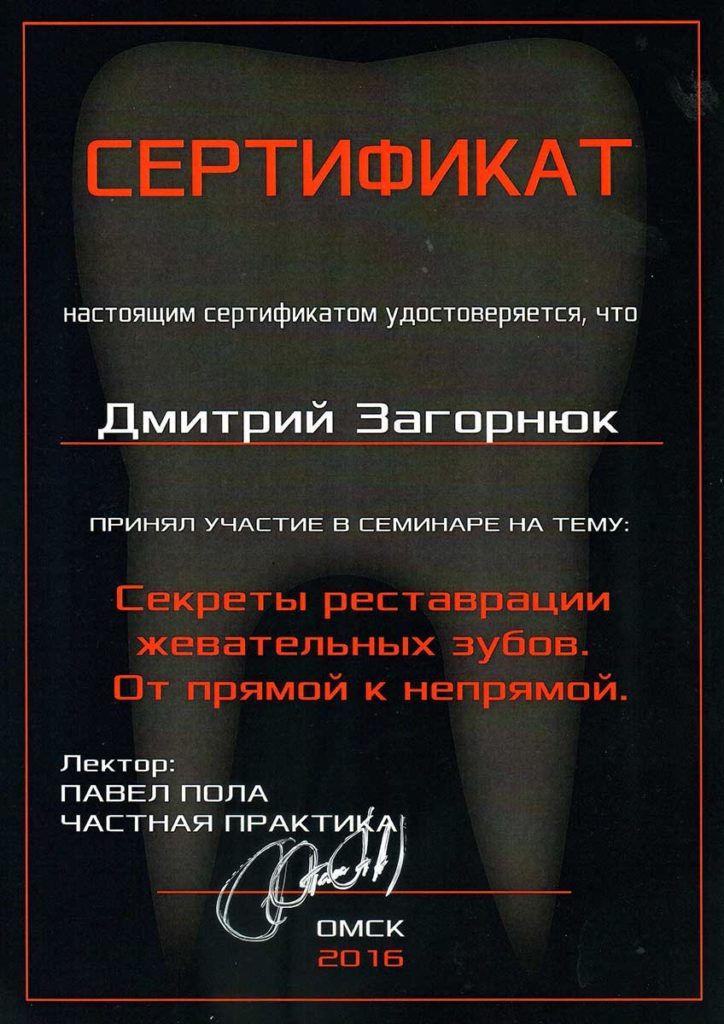 СЕРТИФИКАТ
настоящим сертификатом удостоверяется, что
Дмитрий Загорнюк
ПРИНЯЛ УЧАСТИЕ В СЕМИНАРЕ НА ТЕМУ:
Секреты реставрации
жевательных зубов.
От прямой к непрямой.
Лектор:
ПАВЕЛ ПОЛА
ЧАСТНАЯ ПРАКТИКА
ОМСК
2016